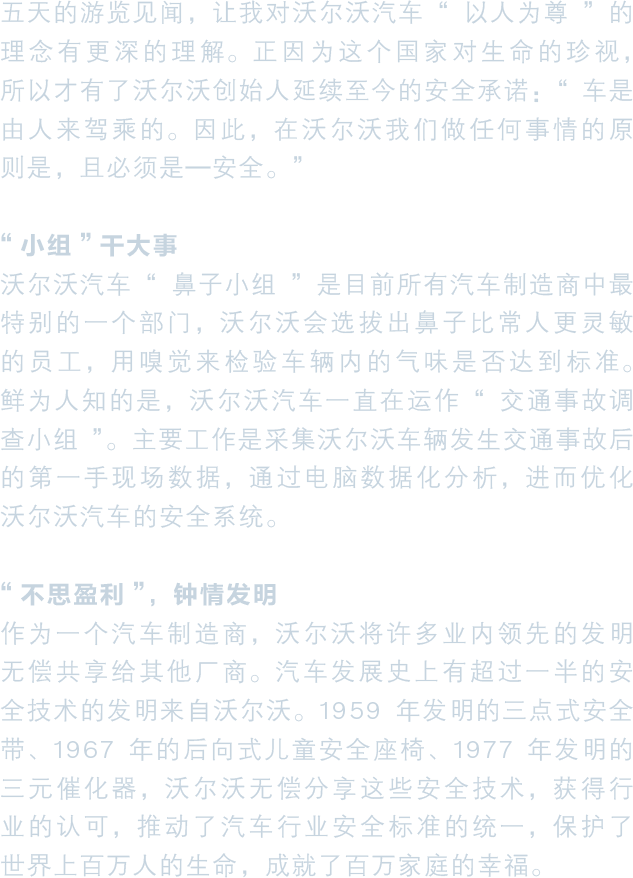 五天的游览见闻，让我对沃尔沃汽车“以人为尊”的
理念有更深的理解。正因为这个国家对生命的珍视，
所以才有了沃尔沃创始人延续至今的安全承诺：“车是
由人来驾乘的。因此，在沃尔沃我们做任何事情的原
则是，且必须是—安全。”
“小组”干大事
沃尔沃汽车“鼻子小组”是目前所有汽车制造商中最
特别的一个部门，沃尔沃会选拔出鼻子比常人更灵敏
的员工，用嗅觉来检验车辆内的气味是否达到标准。
鲜为人知的是，沃尔沃汽车一直在运作“交通事故调
查小组”。主要工作是采集沃尔沃车辆发生交通事故后
的第一手现场数据，通过电脑数据化分析，进而优化
沃尔沃汽车的安全系统。
“不思盈利”，钟情发明
作为一个汽车制造商，沃尔沃将许多业内领先的发明
无偿共享给其他厂商。汽车发展史上有超过一半的安
全技术的发明来自沃尔沃。1959 年发明的三点式安全
带、1967 年的后向式儿童安全座椅、1977 年发明的
三元催化器，沃尔沃无偿分享这些安全技术，获得行
业的认可，推动了汽车行业安全标准的统一，保护了
世界上百万人的生命，成就了百万家庭的幸福。